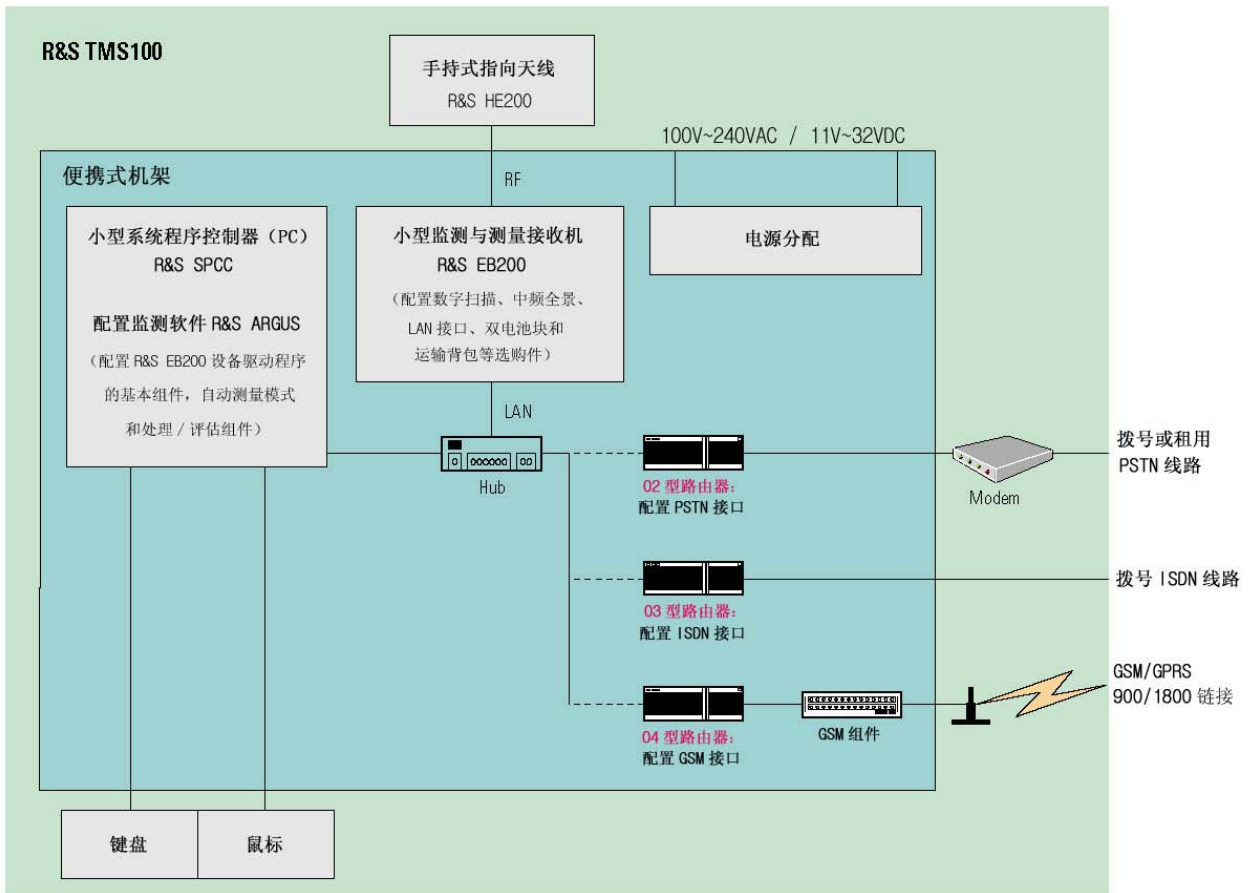 R&S TMS100
手持式指向天线
R&S HE200
100V~240VAC / 11V~32VDC
便携式机架
RF
小型系统程序控制器（PC）
R&S SPCC
配置监测软件 R&S ARGUS
（配置 R&S EB200 设备驱动程序
的基本组件，自动测量模式
和处理 / 评估组件）
小型监测与测量接收机
R&S EB200
（配置数字扫描、中频全景、
LAN 接口、双电池块和
运输背包等选购件）
电源分配
LAN
Hub
02 型路由器：
配置 PSTN 接口
Modem
拨号或租用
PSTN 线路
03 型路由器：
配置 ISDN 接口
拨号 ISDN 线路
04 型路由器：
配置 GSM 接口
GSM 组件
GSM/GPRS
900/1800 链接
键盘
鼠标